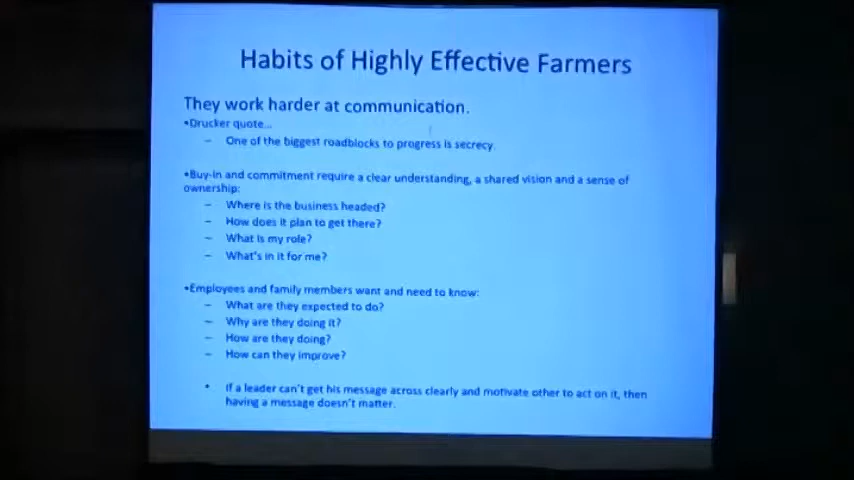 Habits of Highly Effective Farmers
They work harder at communication.
•Drucker quote...
– One of the biggest roadblocks to progress is secrecy.
•Buy-in and commitment require a clear understanding, a shared vision and a sense of
ownership:
– Where is the business headed?
– How does it plan to get there?
– What is my role?
– What's in it for me?
•Employees and family members want and need to know:
– What are they expected to do?
– Why are they doing it?
– How are they doing?
– How can they improve?
• If a leader can't get his message across clearly and motivate other to act on it, then
having a message doesn't matter.